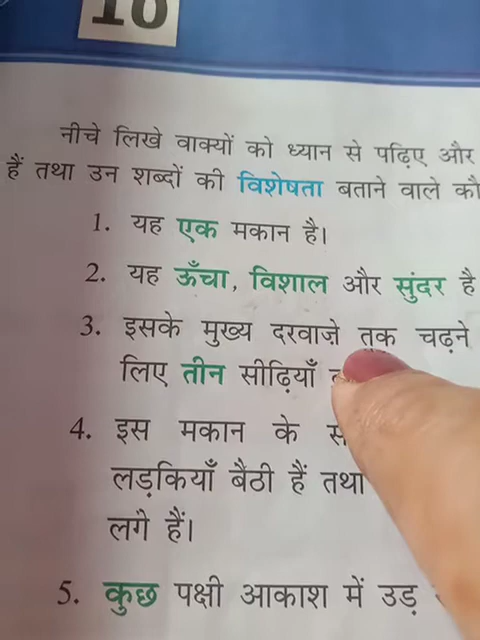 10
नीचे लिखे वाक्यों को ध्यान से पढ़िए और
हैं तथा उन शब्दों की विशेषता बताने वाले कौ
1. यह एक मकान है।
2. यह ऊँचा, विशाल और सुंदर है
3. इसके मुख्य दरवाज़े तक चढ़ने
लिए तीन सीढ़ियाँ
4. इस मकान के
लड़कियाँ बैठी हैं तथा
लगे हैं।
5. कुछ पक्षी आकाश में उड़